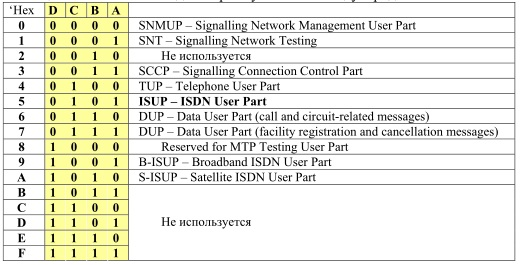 ‘Hex D C B A
0 0 0 0 0 SNMUP – Signalling Network Management User Part
1 0 0 0 1 SNT – Signalling Network Testing
2 0 0 1 0 Не используется
3 0 0 1 1 SCCP – Signalling Connection Control Part
4 0 1 0 0 TUP – Telephone User Part
5 0 1 0 1 ISUP – ISDN User Part
6 0 1 1 0 DUP – Data User Part (call and circuit-related messages)
7 0 1 1 1 DUP – Data User Part (facility registration and cancellation messages)
8 1 0 0 0 Reserved for MTP Testing User Part
9 1 0 0 1 B-ISUP – Broadband ISDN User Part
A 1 0 1 0 S-ISUP – Satellite ISDN User Part
B 1 0 1 1
C 1 1 0 0
D 1 1 0 1 Не используется
E 1 1 1 0
F 1 1 1 1